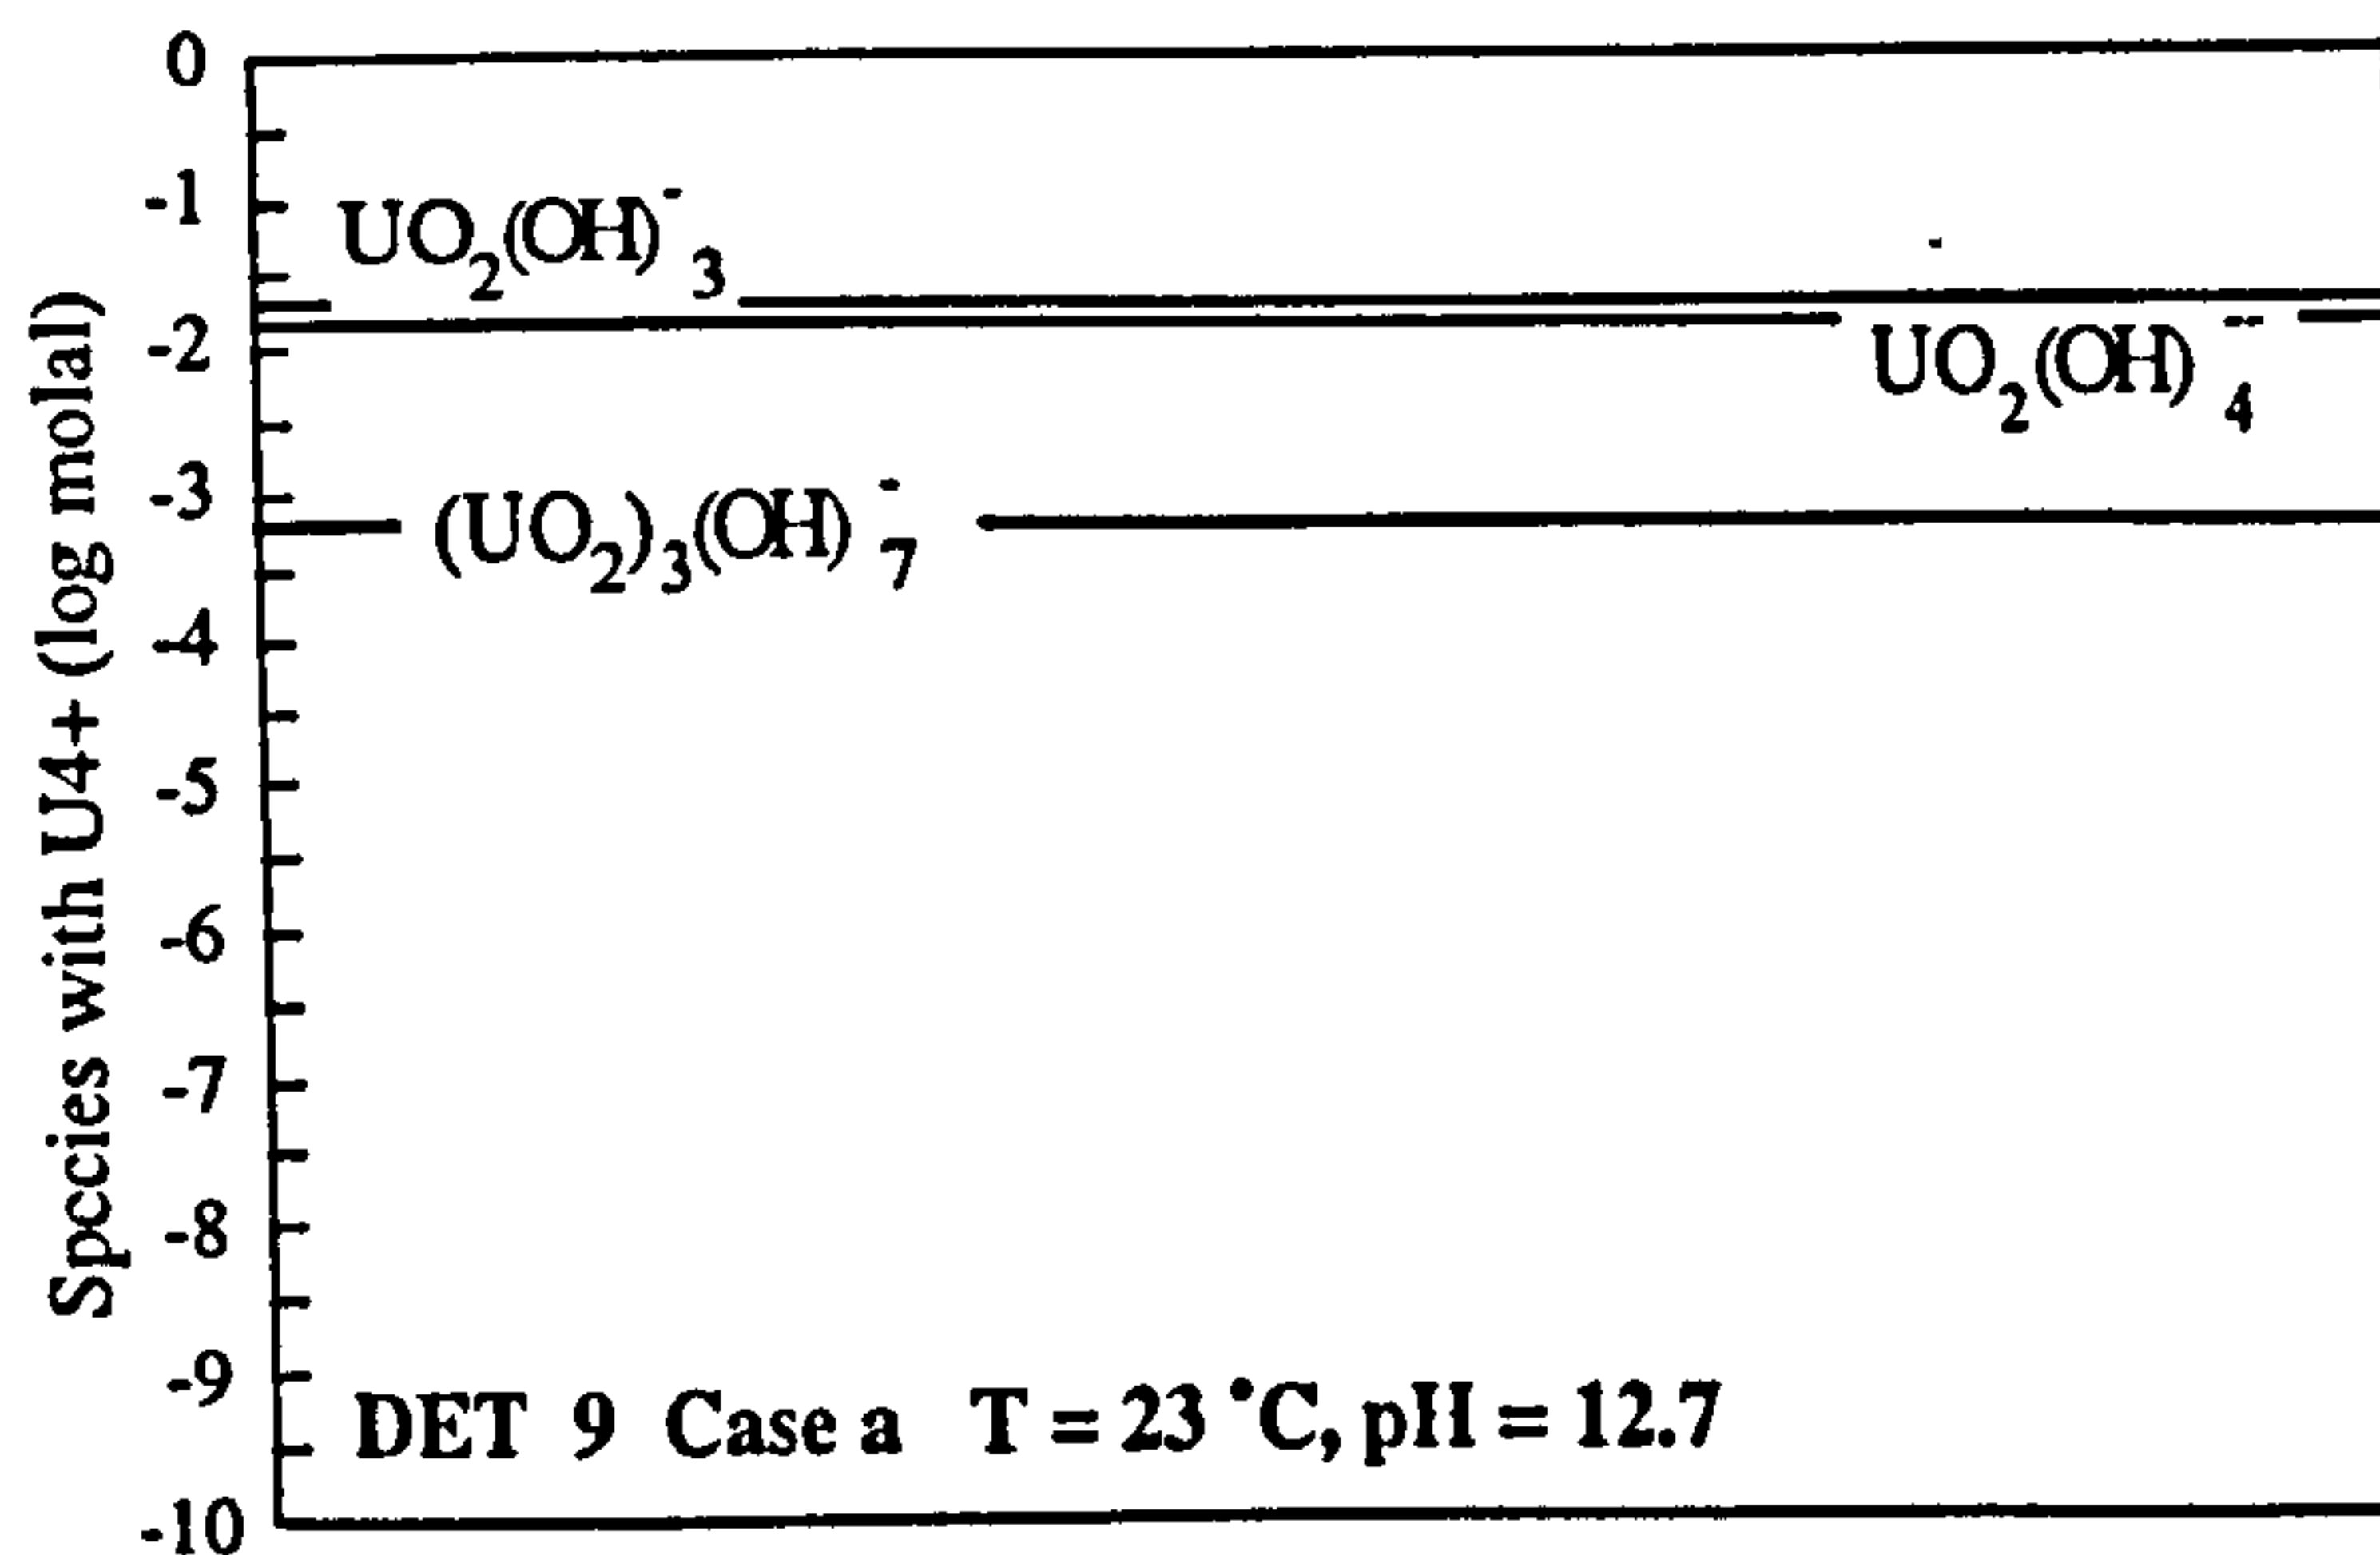 Species with U4+ (log molal)
0
-1
-2
-3
-4
-5
-6
-7
-8
-9
-10
UO₂(OH)₃⁻
UO₂(OH)₄⁻⁻
(UO₂)₃(OH)₇⁻
DET 9 Case a T = 23 °C, pH = 12.7